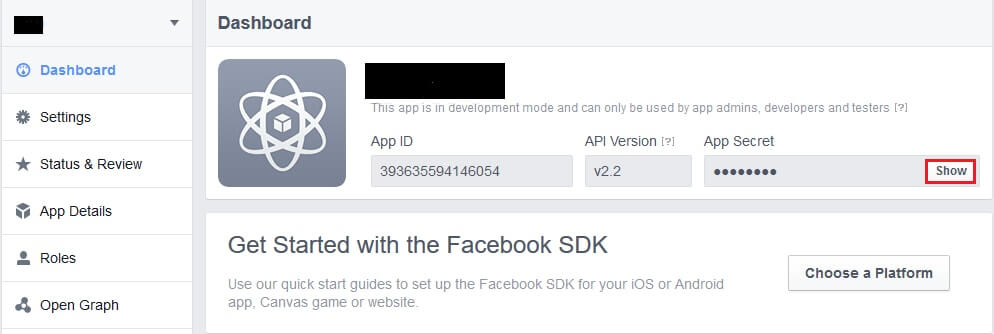 Dashboard
Settings
Status & Review
App Details
Roles
Open Graph
Dashboard
This app is in development mode and can only be used by app admins, developers and testers [?]
App ID API Version [?] App Secret
393635594146054 v2.2 ●●●●●●●● Show
Get Started with the Facebook SDK
Use our quick start guides to set up the Facebook SDK for your iOS or Android
app, Canvas game or website.
Choose a Platform